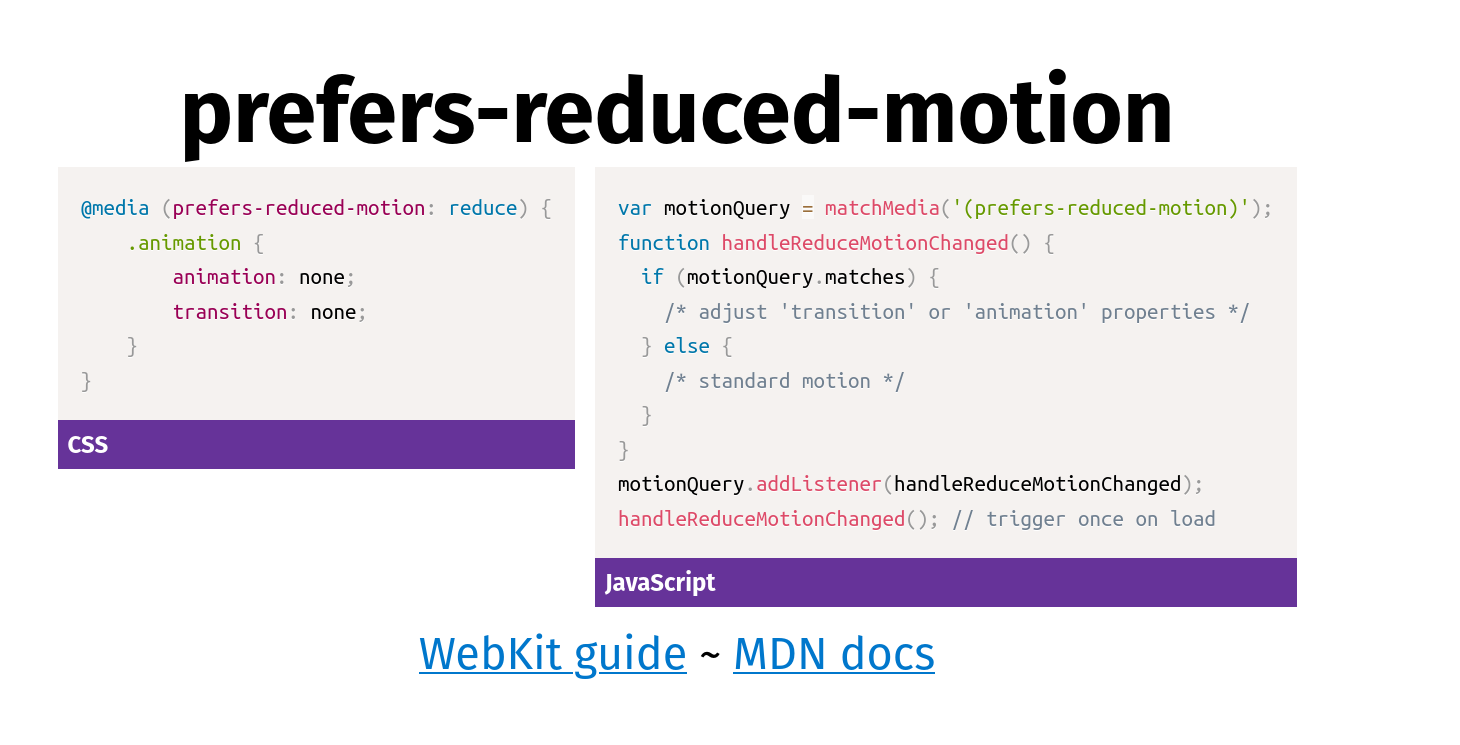 prefers-reduced-motion
@media (prefers-reduced-motion: reduce) {
    .animation {
        animation: none;
        transition: none;
    }
}
CSS
var motionQuery = matchMedia('(prefers-reduced-motion)');
function handleReduceMotionChanged() {
  if (motionQuery.matches) {
    /* adjust 'transition' or 'animation' properties */
  } else {
    /* standard motion */
  }
}
motionQuery.addListener(handleReduceMotionChanged);
handleReduceMotionChanged(); // trigger once on load
JavaScript
WebKit guide ~ MDN docs